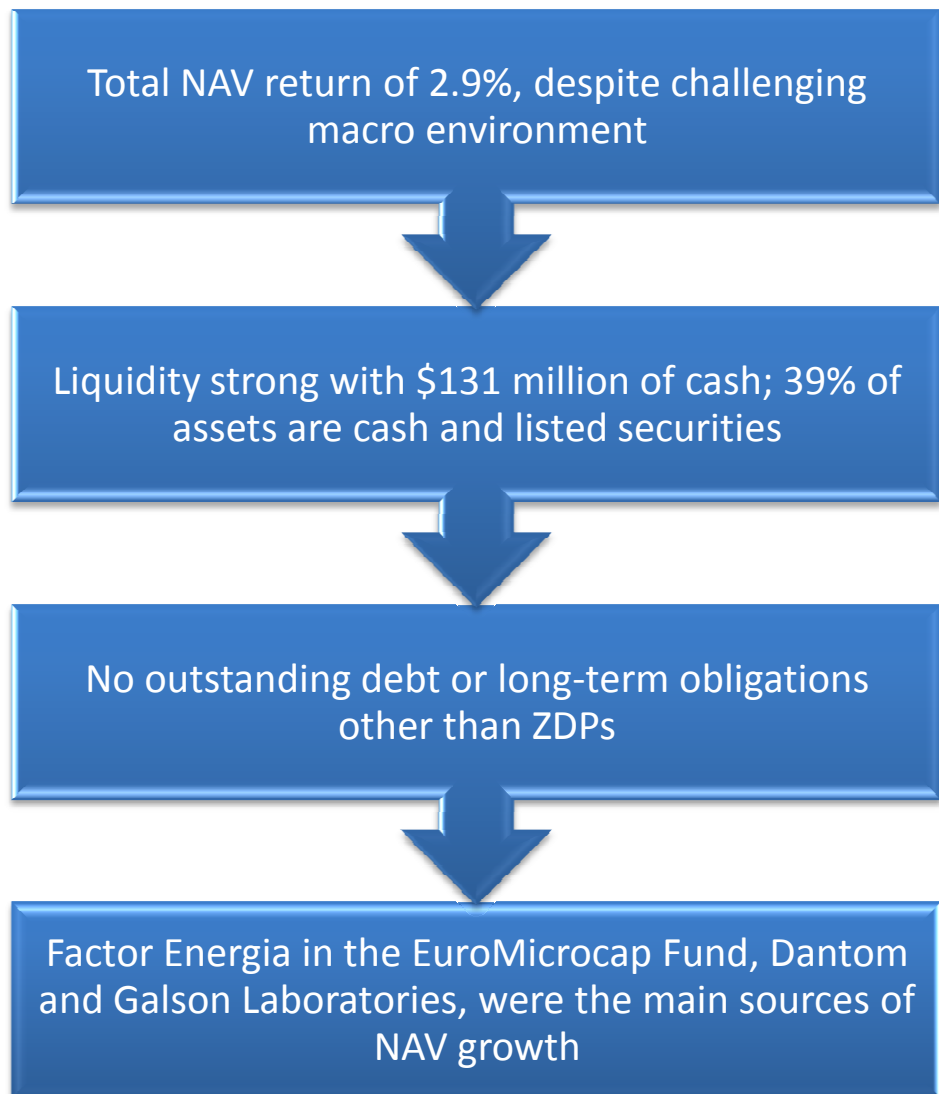 Total NAV return of 2.9%, despite challenging
macro environment
Liquidity strong with $131 million of cash; 39% of
assets are cash and listed securities
No outstanding debt or long-term obligations
other than ZDPs
Factor Energia in the EuroMicrocap Fund, Dantom
and Galson Laboratories, were the main sources of
NAV growth